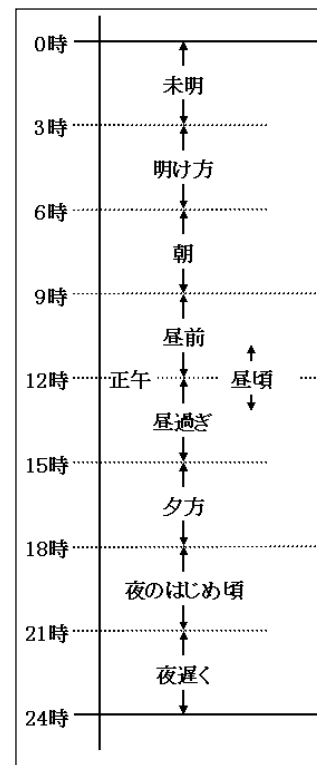 0時
未明
3時
明け方
6時
朝
9時
昼前
12時 正午 昼頃
昼過ぎ
15時
夕方
18時
夜のはじめ頃
21時
夜遅く
24時